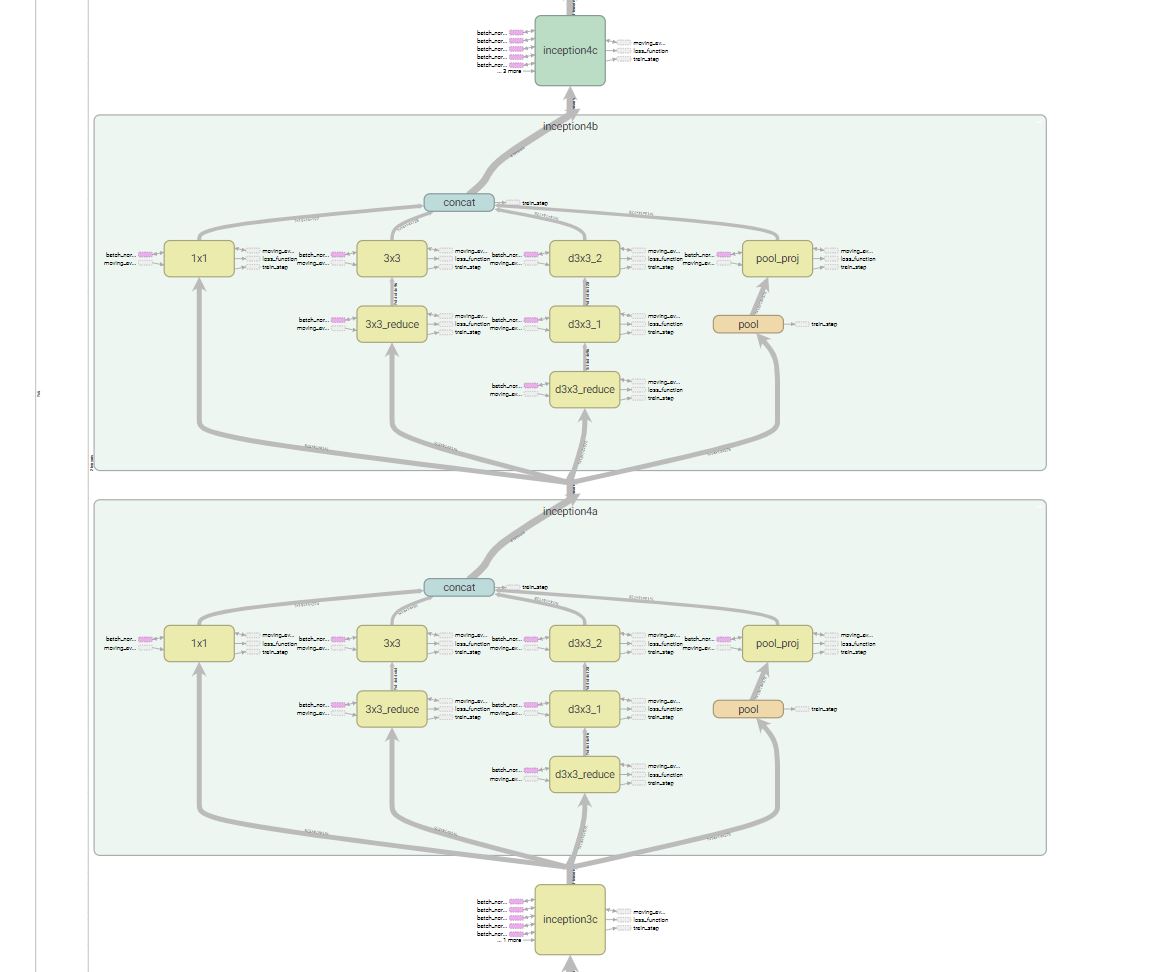 inception4c
batch_nor... moving_av...
batch_nor... loss_function
batch_nor... train_step
batch_nor...
batch_nor...
... 3 more
inception4b
concat train_step
1x1 3x3 d3x3_2 pool_proj
batch_nor... moving_av... batch_nor... moving_av... batch_nor... moving_av... batch_nor... moving_av...
moving_av... loss_function moving_av... loss_function moving_av... loss_function moving_av... loss_function
train_step train_step train_step train_step
3x3_reduce d3x3_1 pool train_step
batch_nor... moving_av... batch_nor... moving_av...
moving_av... loss_function moving_av... loss_function
train_step train_step
d3x3_reduce
batch_nor... moving_av...
moving_av... loss_function
train_step
inception4a
concat train_step
1x1 3x3 d3x3_2 pool_proj
batch_nor... moving_av... batch_nor... moving_av... batch_nor... moving_av... batch_nor... moving_av...
moving_av... loss_function moving_av... loss_function moving_av... loss_function moving_av... loss_function
train_step train_step train_step train_step
3x3_reduce d3x3_1 pool train_step
batch_nor... moving_av... batch_nor... moving_av...
moving_av... loss_function moving_av... loss_function
train_step train_step
d3x3_reduce
batch_nor... moving_av...
moving_av... loss_function
train_step
inception3c
batch_nor... moving_av...
batch_nor... loss_function
batch_nor... train_step
batch_nor...
batch_nor...
... 1 more